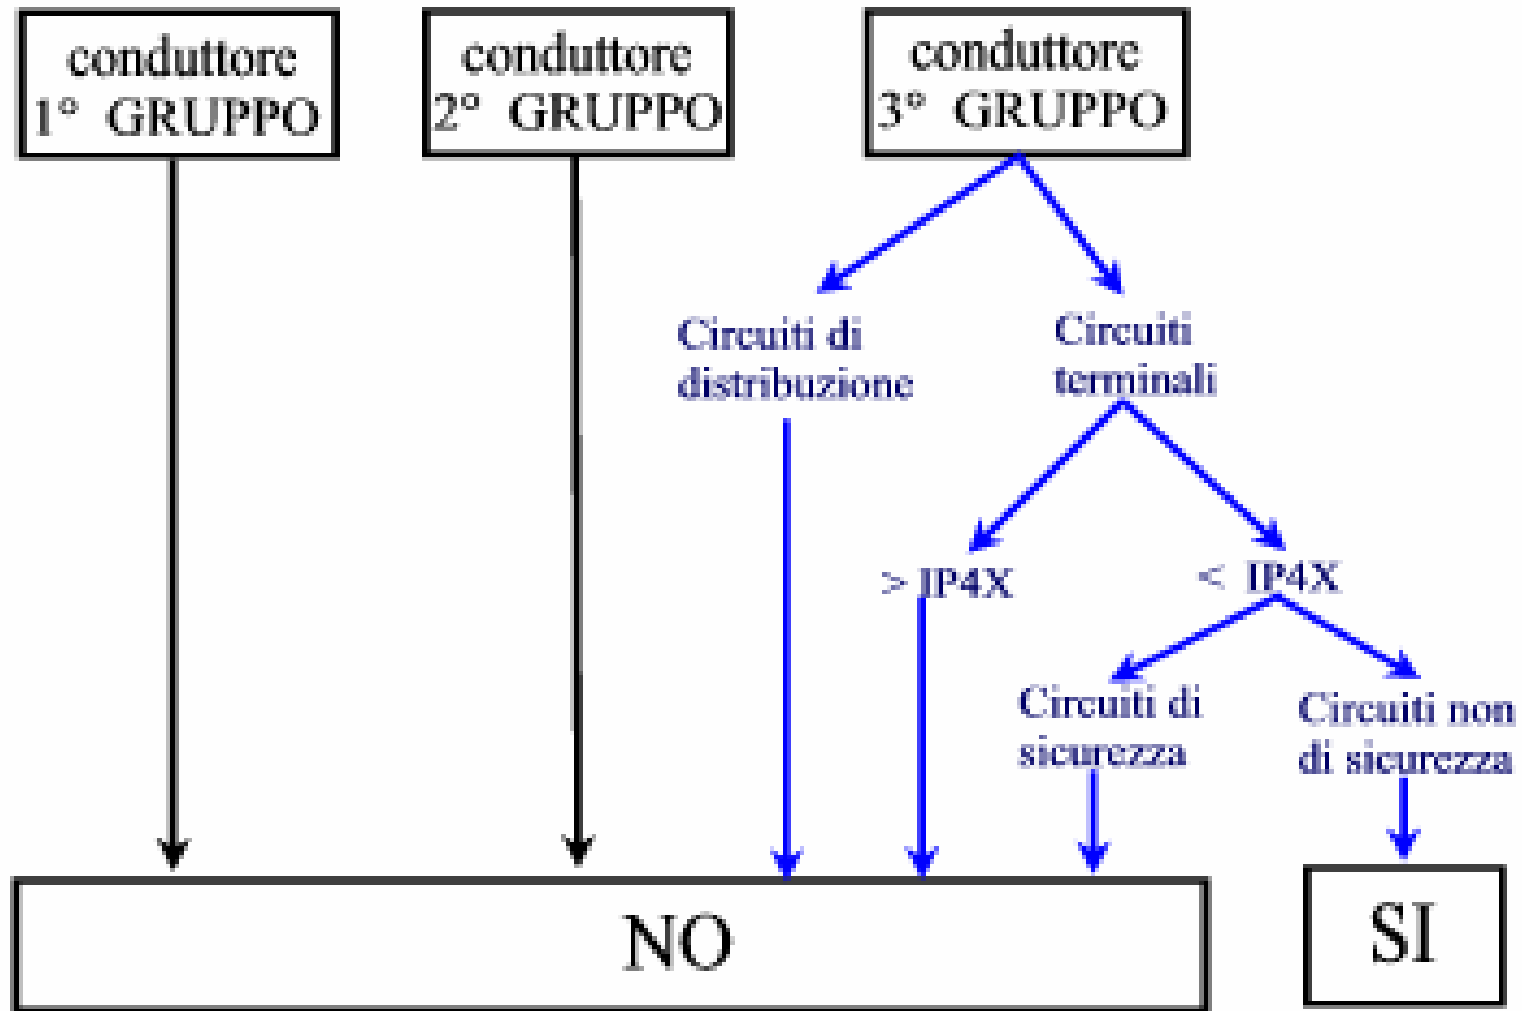 conduttore
1° GRUPPO
conduttore
2° GRUPPO
conduttore
3° GRUPPO
Circuiti di
distribuzione
Circuiti
terminali
> IP4X
< IP4X
Circuiti di
sicurezza
Circuiti non
di sicurezza
NO
SI